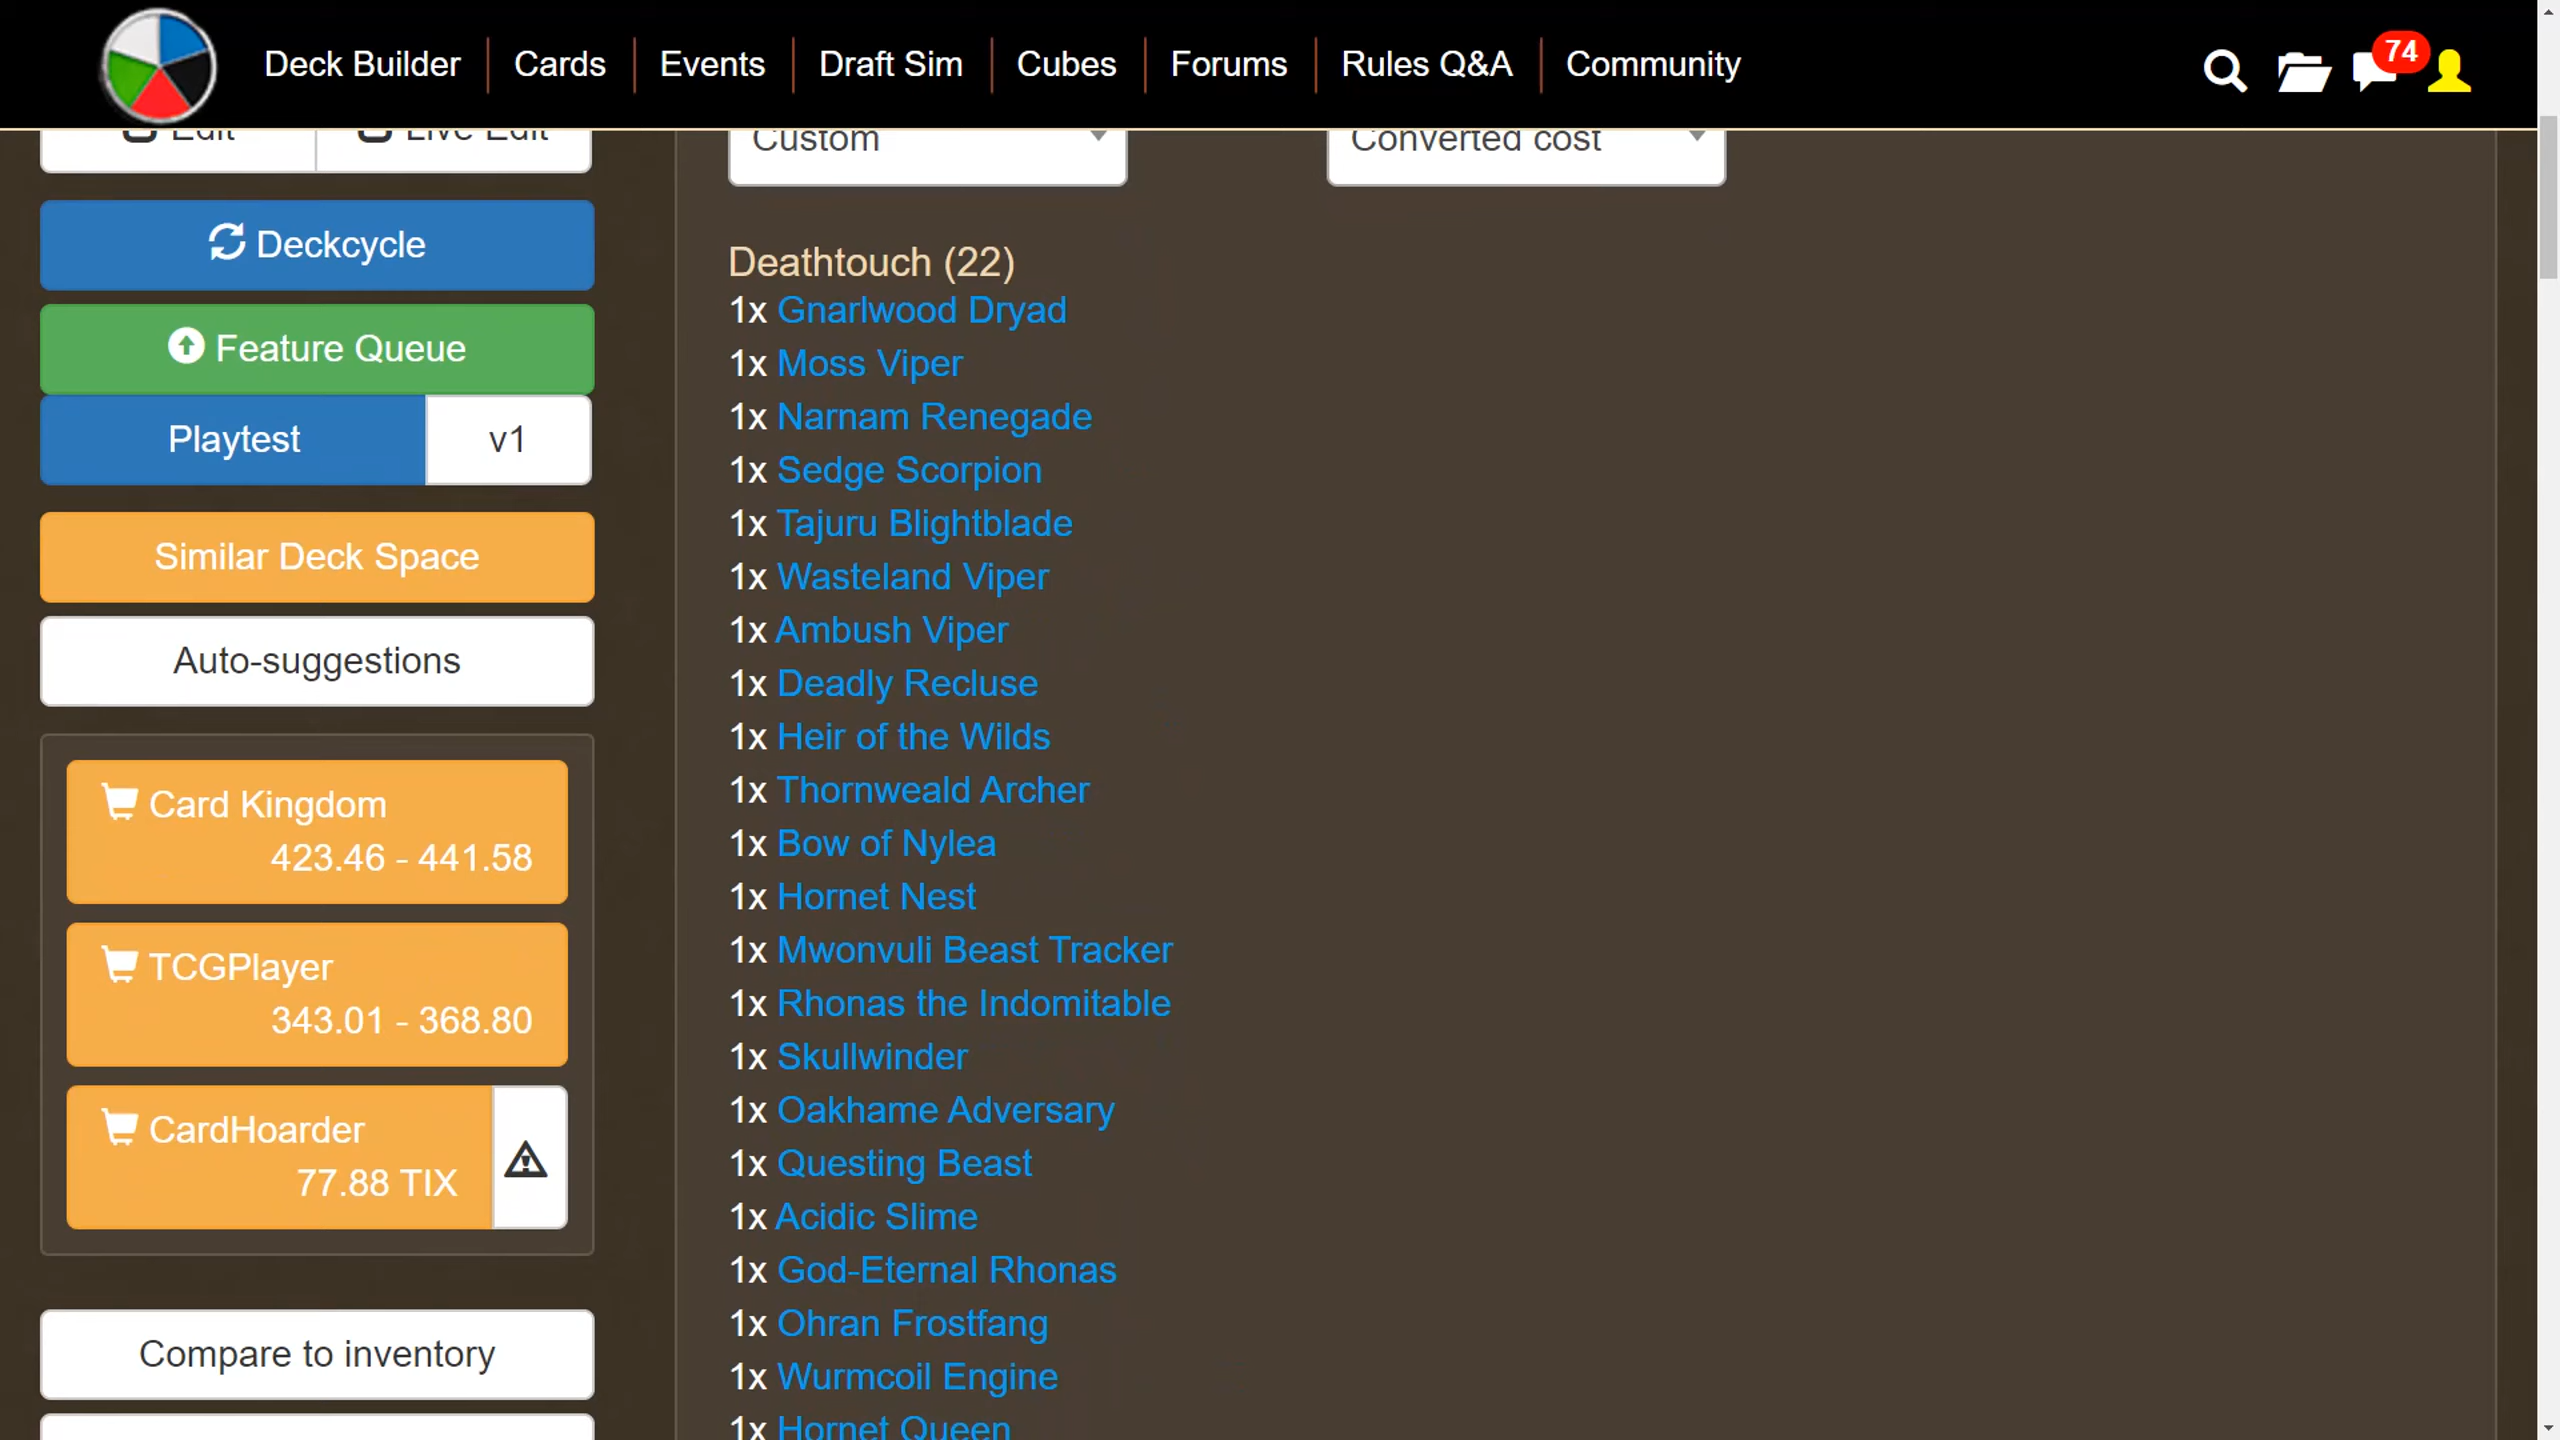 Deck Builder
Cards
Events
Draft Sim
Cubes
Forums
Rules Q&A
Community
74
Edit
Live Edit
Deckcycle
Feature Queue
Playtest
v1
Similar Deck Space
Auto-suggestions
Card Kingdom
423.46 - 441.58
TCGPlayer
343.01 - 368.80
CardHoarder
77.88 TIX
Compare to inventory
Custom
Converted cost
Deathtouch (22)
1x Gnarlwood Dryad
1x Moss Viper
1x Narnam Renegade
1x Sedge Scorpion
1x Tajuru Blightblade
1x Wasteland Viper
1x Ambush Viper
1x Deadly Recluse
1x Heir of the Wilds
1x Thornweald Archer
1x Bow of Nylea
1x Hornet Nest
1x Mwonvuli Beast Tracker
1x Rhonas the Indomitable
1x Skullwinder
1x Oakhame Adversary
1x Questing Beast
1x Acidic Slime
1x God-Eternal Rhonas
1x Ohran Frostfang
1x Wurmcoil Engine
1x Hornet Queen